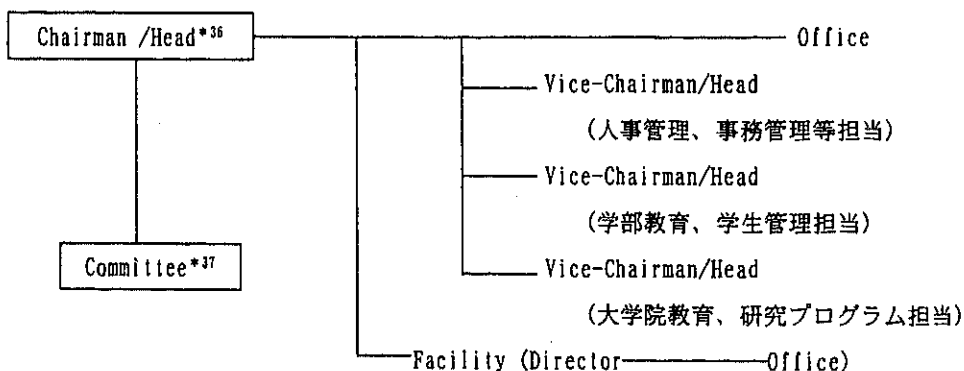 Chairman /Head*36
Office
Vice-Chairman/Head
(人事管理、事務管理等担当)
Vice-Chairman/Head
(学部教育、学生管理担当)
Committee*37
Vice-Chairman/Head
(大学院教育、研究プログラム担当)
Facility (Director Office)